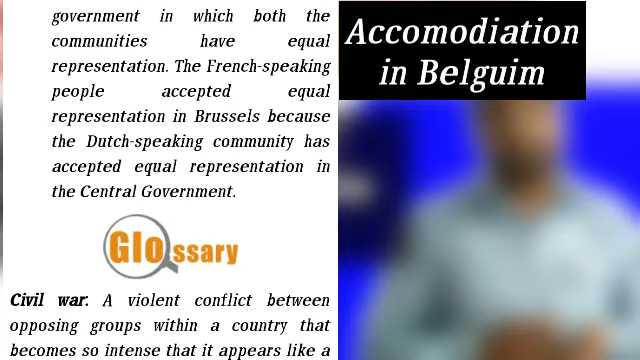 government in which both the
communities have equal
representation. The French-speaking
people accepted equal
representation in Brussels because
the Dutch-speaking community has
accepted equal representation in
the Central Government.
Glossary
Civil war: A violent conflict between
opposing groups within a country that
becomes so intense that it appears like a
Accomodiation
in Belguim